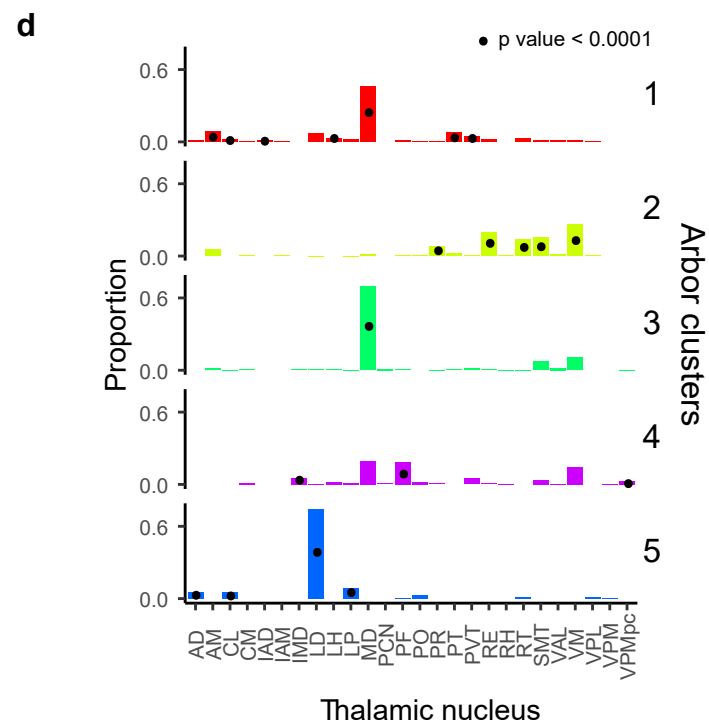 d
p value < 0.0001
0.6
0.0
1
0.6
0.0
2
0.6
0.0
3
0.6
0.0
4
0.6
0.0
5
Proportion
Arbor clusters
AD
AM
CL
CM
IAD
IAM
IMD
LD
LH
LP
MD
PCN
PF
PO
PR
PT
PVT
RE
RH
RT
SMT
VAL
VM
VPL
VPM
VPMpc
Thalamic nucleus